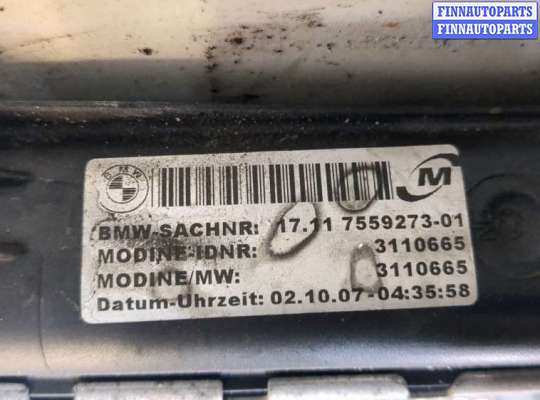 FINNAUTOPARTS
FINNAUTOPARTS
BMW
M
BMW-SACHNR: 17.11 7559273-01
MODINE-IDNR: 3110665
MODINE/MW: 3110665
Datum-Uhrzeit: 02.10.07-04:35:58